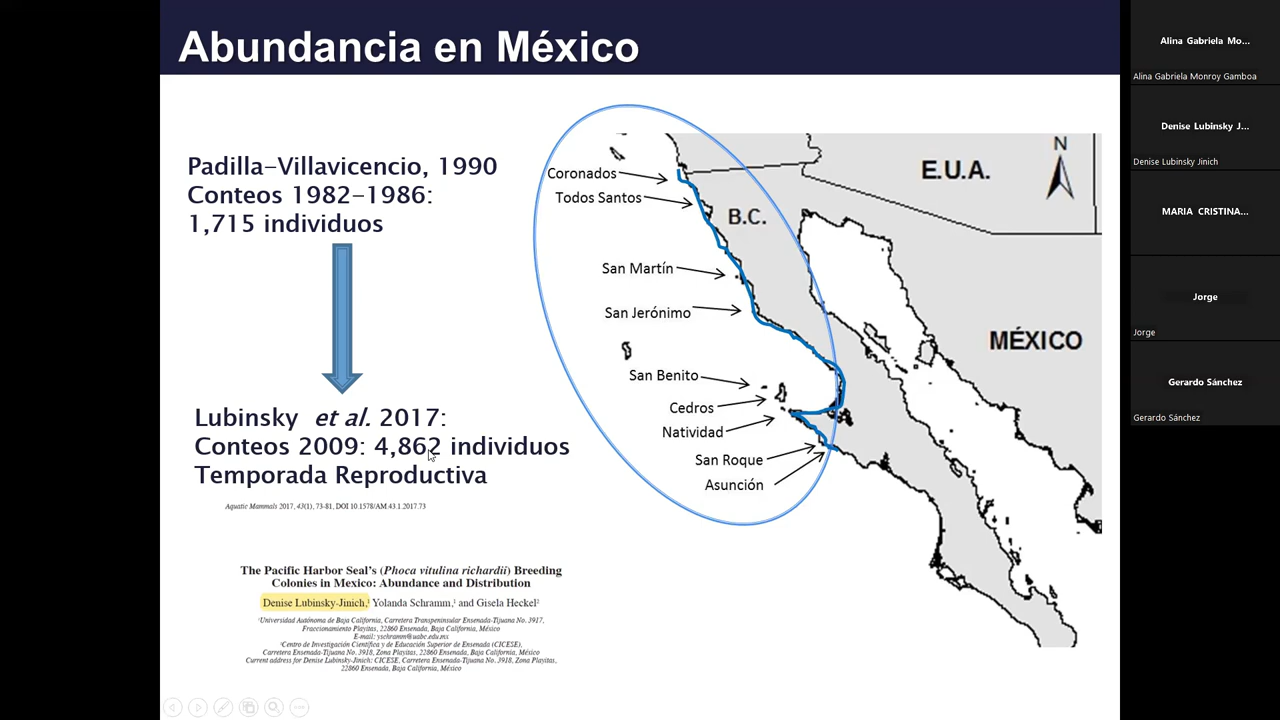 Abundancia en México
Padilla-Villavicencio, 1990
Conteos 1982-1986:
1,715 individuos
Lubinsky et al. 2017:
Conteos 2009: 4,862 individuos
Temporada Reproductiva
Aquatic Mammals 2017, 43(1), 73-81, DOI 10.1578/AM.43.1.2017.73
The Pacific Harbor Seal's (Phoca vitulina richardii) Breeding
Colonies in Mexico: Abundance and Distribution
Denise Lubinsky-Jinich,¹ Yolanda Schramm,¹ and Gisela Heckel²
¹Universidad Autónoma de Baja California, Carretera Transpeninsular Ensenada-Tijuana No. 3917,
Fraccionamiento Playitas, 22860 Ensenada, Baja California, México
E-mail: yschramm@uabc.edu.mx
²Centro de Investigación Científica y de Educación Superior de Ensenada (CICESE),
Carretera Ensenada-Tijuana No. 3918, Zona Playitas, 22860 Ensenada, Baja California, México
Current address for Denise Lubinsky-Jinich: CICESE, Carretera Ensenada-Tijuana No. 3918, Zona Playitas,
22860 Ensenada, Baja California, México
Coronados
Todos Santos
San Martín
San Jerónimo
San Benito
Cedros
Natividad
San Roque
Asunción
B.C.
E.U.A.
N
MÉXICO
Alina Gabriela Mo...
Alina Gabriela Monroy Gamboa
Denise Lubinsky J...
Denise Lubinsky Jinich
MARIA CRISTINA...
Jorge
Jorge
Gerardo Sánchez
Gerardo Sánchez